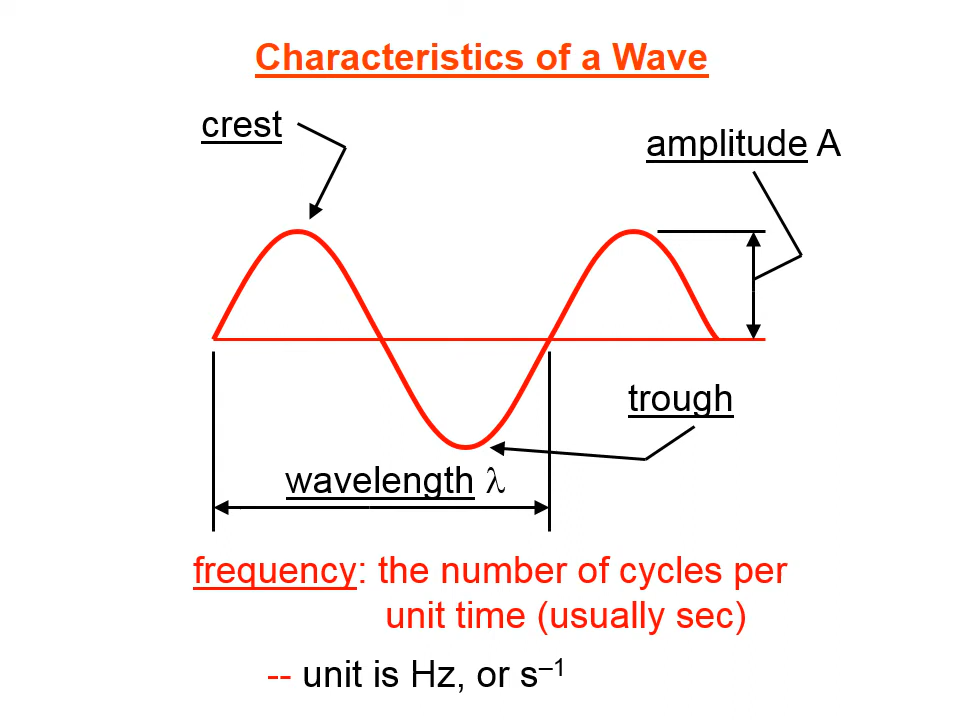 Characteristics of a Wave
crest
amplitude A
trough
wavelength λ
frequency: the number of cycles per
unit time (usually sec)
-- unit is Hz, or s⁻¹